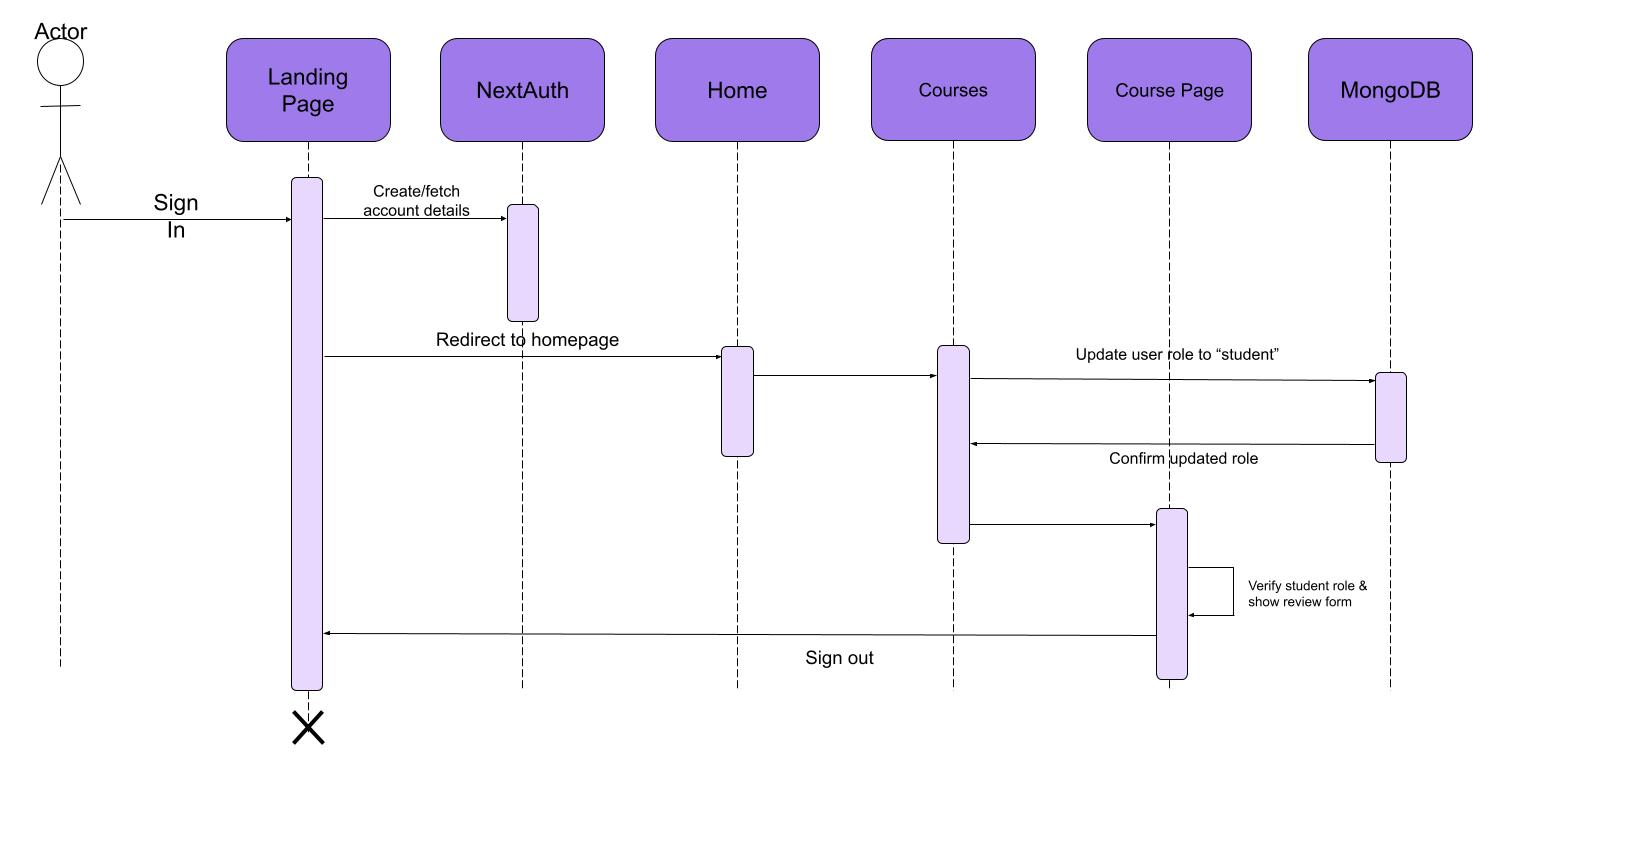 Actor
Landing
Page
NextAuth
Home
Courses
Course Page
MongoDB
Sign
In
Create/fetch
account details
Redirect to homepage
Update user role to “student”
Confirm updated role
Verify student role &
show review form
Sign out